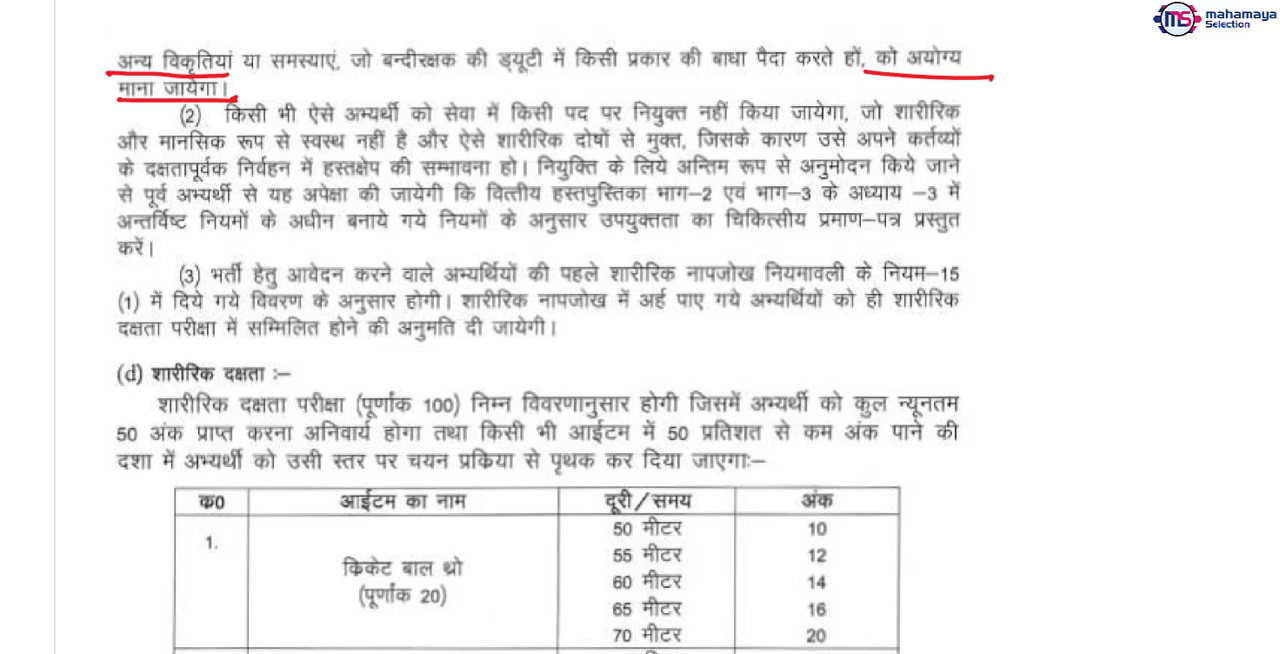 mahamaya
Selection
अन्य विकृतियां या समस्याएं, जो बन्दीरक्षक की ड्यूटी में किसी प्रकार की बाधा पैदा करते हों, को अयोग्य
माना जायेगा।
(2) किसी भी ऐसे अभ्यर्थी को सेवा में किसी पद पर नियुक्त नहीं किया जायेगा, जो शारीरिक
और मानसिक रूप से स्वस्थ नहीं है और ऐसे शारीरिक दोषों से मुक्त, जिसके कारण उसे अपने कर्तव्यों
के दक्षतापूर्वक निर्वहन में हस्तक्षेप की सम्भावना हो। नियुक्ति के लिये अन्तिम रूप से अनुमोदन किये जाने
से पूर्व अभ्यर्थी से यह अपेक्षा की जायेगी कि वित्तीय हस्तपुस्तिका भाग–2 एवं भाग–3 के अध्याय –3 में
अन्तर्विष्ट नियमों के अधीन बनाये गये नियमों के अनुसार उपयुक्तता का चिकित्सीय प्रमाण–पत्र प्रस्तुत
करें।
(3) भर्ती हेतु आवेदन करने वाले अभ्यर्थियों की पहले शारीरिक नापजोख नियमावली के नियम–15
(1) में दिये गये विवरण के अनुसार होगी। शारीरिक नापजोख में अर्ह पाए गये अभ्यर्थियों को ही शारीरिक
दक्षता परीक्षा में सम्मिलित होने की अनुमति दी जायेगी।
(d) शारीरिक दक्षता :–
शारीरिक दक्षता परीक्षा (पूर्णांक 100) निम्न विवरणानुसार होगी जिसमें अभ्यर्थी को कुल न्यूनतम
50 अंक प्राप्त करना अनिवार्य होगा तथा किसी भी आईटम में 50 प्रतिशत से कम अंक पाने की
दशा में अभ्यर्थी को उसी स्तर पर चयन प्रक्रिया से पृथक कर दिया जाएगाः–
क0 आईटम का नाम दूरी/समय अंक
1. क्रिकेट बाल थ्रो
(पूर्णांक 20)
50 मीटर 10
55 मीटर 12
60 मीटर 14
65 मीटर 16
70 मीटर 20